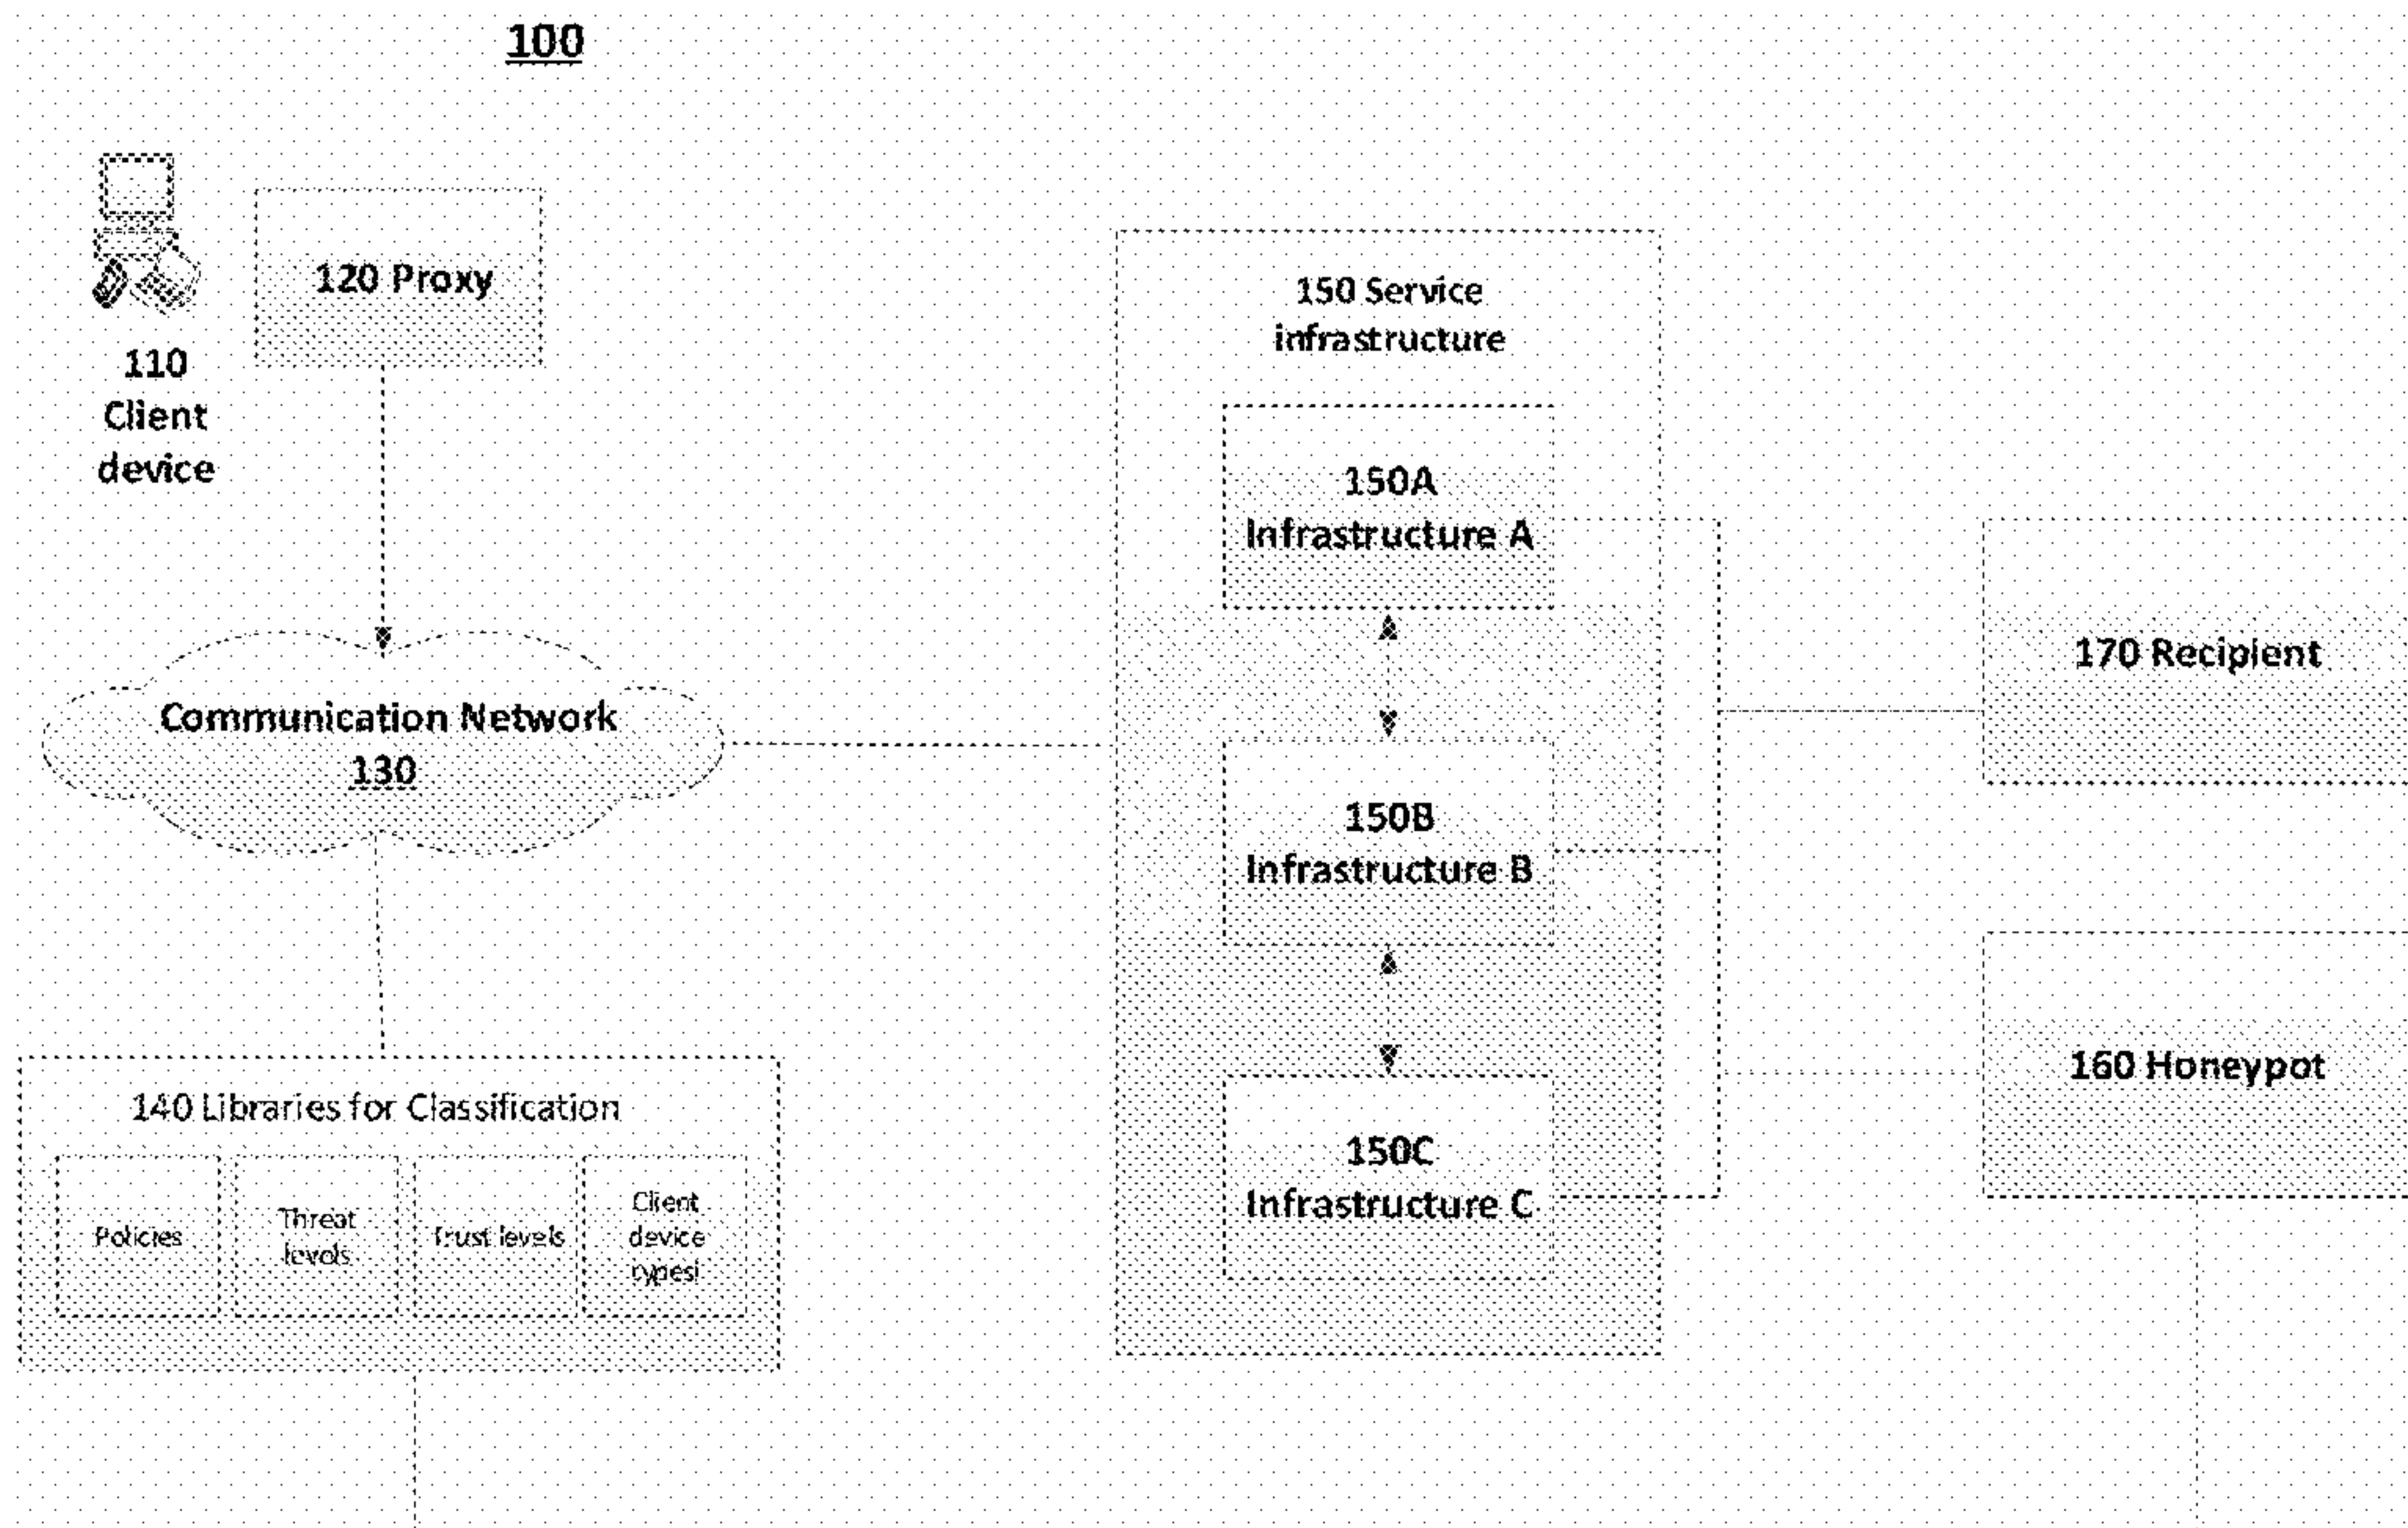 100
120 Proxy
110
Client
device
150 Service
infrastructure
150A
Infrastructure A
170 Recipient
Communication Network
130
150B
Infrastructure B
160 Honeypot
140 Libraries for Classification
150C
Infrastructure C
Policies
Threat
levels
Trust levels
Client
device
types!